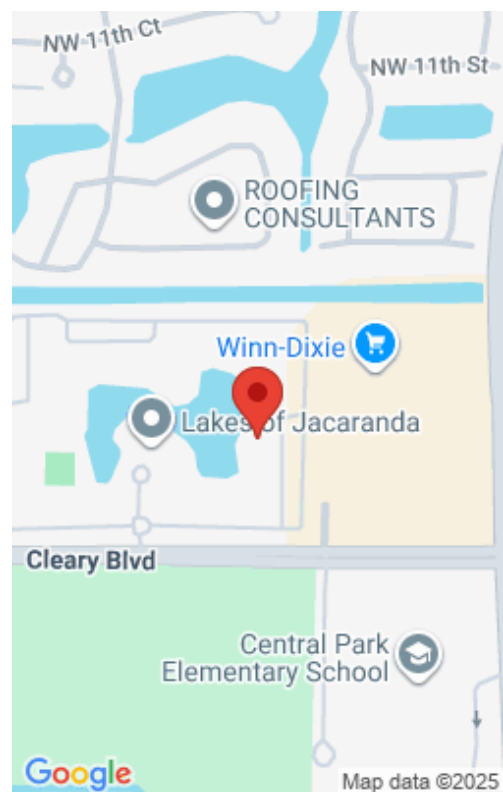 NW 11th Ct
NW 11th St
ROOFING
CONSULTANTS
Winn-Dixie
Lakes of Jacaranda
Cleary Blvd
Central Park
Elementary School
Google
Map data ©2025